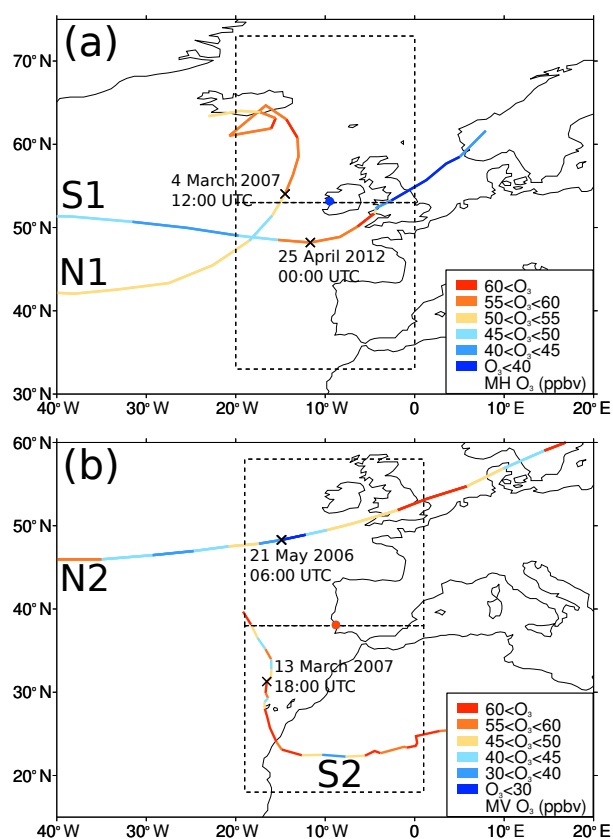 (a)
70°N
60°N
50°N
40°N
30°N
4 March 2007
12:00 UTC
S1
N1
25 April 2012
00:00 UTC
60<O₃
55<O₃<60
50<O₃<55
45<O₃<50
40<O₃<45
O₃<40
MH O₃ (ppbv)
40°W 30°W 20°W 10°W 0° 10°E 20°E
(b)
60°N
50°N
40°N
30°N
20°N
N2
21 May 2006
06:00 UTC
13 March 2007
18:00 UTC
S2
60<O₃
55<O₃<60
45<O₃<50
40<O₃<45
30<O₃<40
O₃<30
MV O₃ (ppbv)
40°W 30°W 20°W 10°W 0° 10°E 20°E